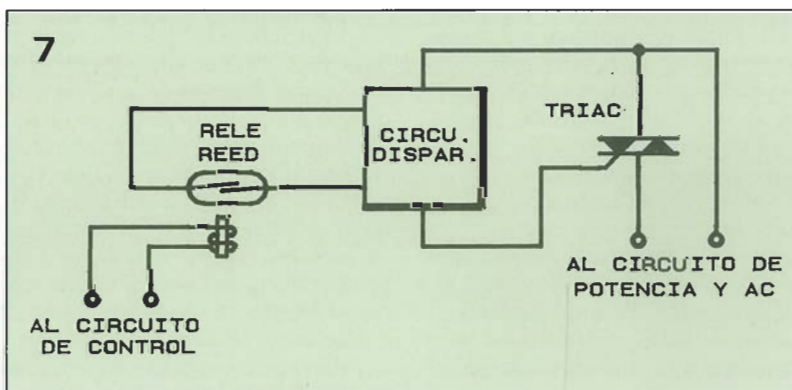 7
RELE
REED
CIRCU.
DISPAR.
TRIAC
AL CIRCUITO
DE CONTROL
AL CIRCUITO DE
POTENCIA Y AC